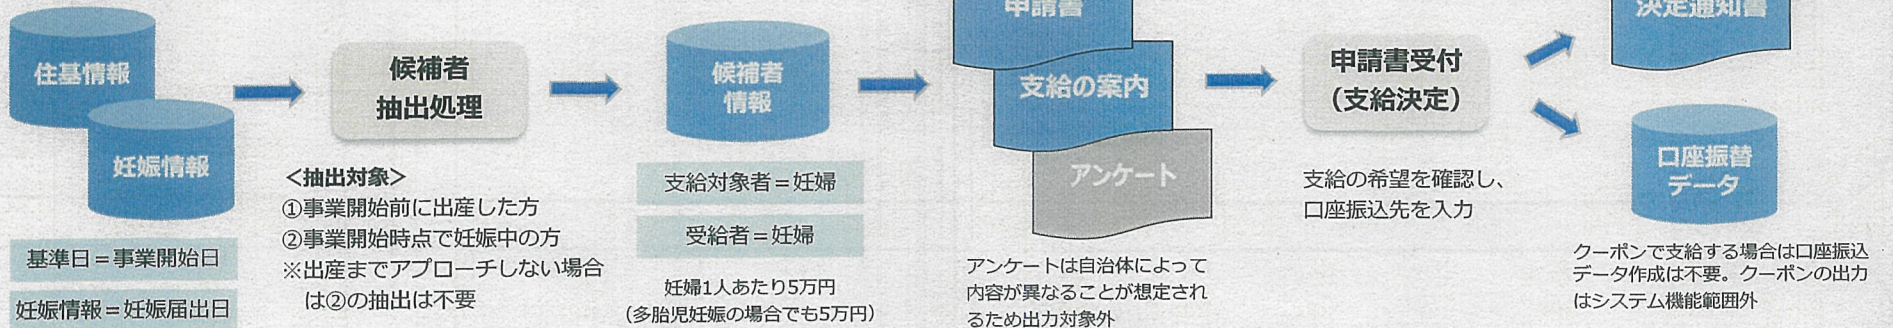 住基情報
妊娠情報
基準日=事業開始日
妊娠情報=妊娠届出日
候補者
抽出処理
<抽出対象>
①事業開始前に出産した方
②事業開始時点で妊娠中の方
※出産までアプローチしない場合
は②の抽出は不要
候補者
情報
支給対象者=妊婦
受給者=妊婦
妊婦1人あたり5万円
(多胎児妊娠の場合でも5万円)
申請書
支給の案内
アンケート
アンケートは自治体によって
内容が異なることが想定され
るため出力対象外
申請書受付
(支給決定)
支給の希望を確認し、
口座振込先を入力
決定通知書
口座振替
データ
クーポンで支給する場合は口座振込
データ作成は不要。クーポンの出力
はシステム機能範囲外